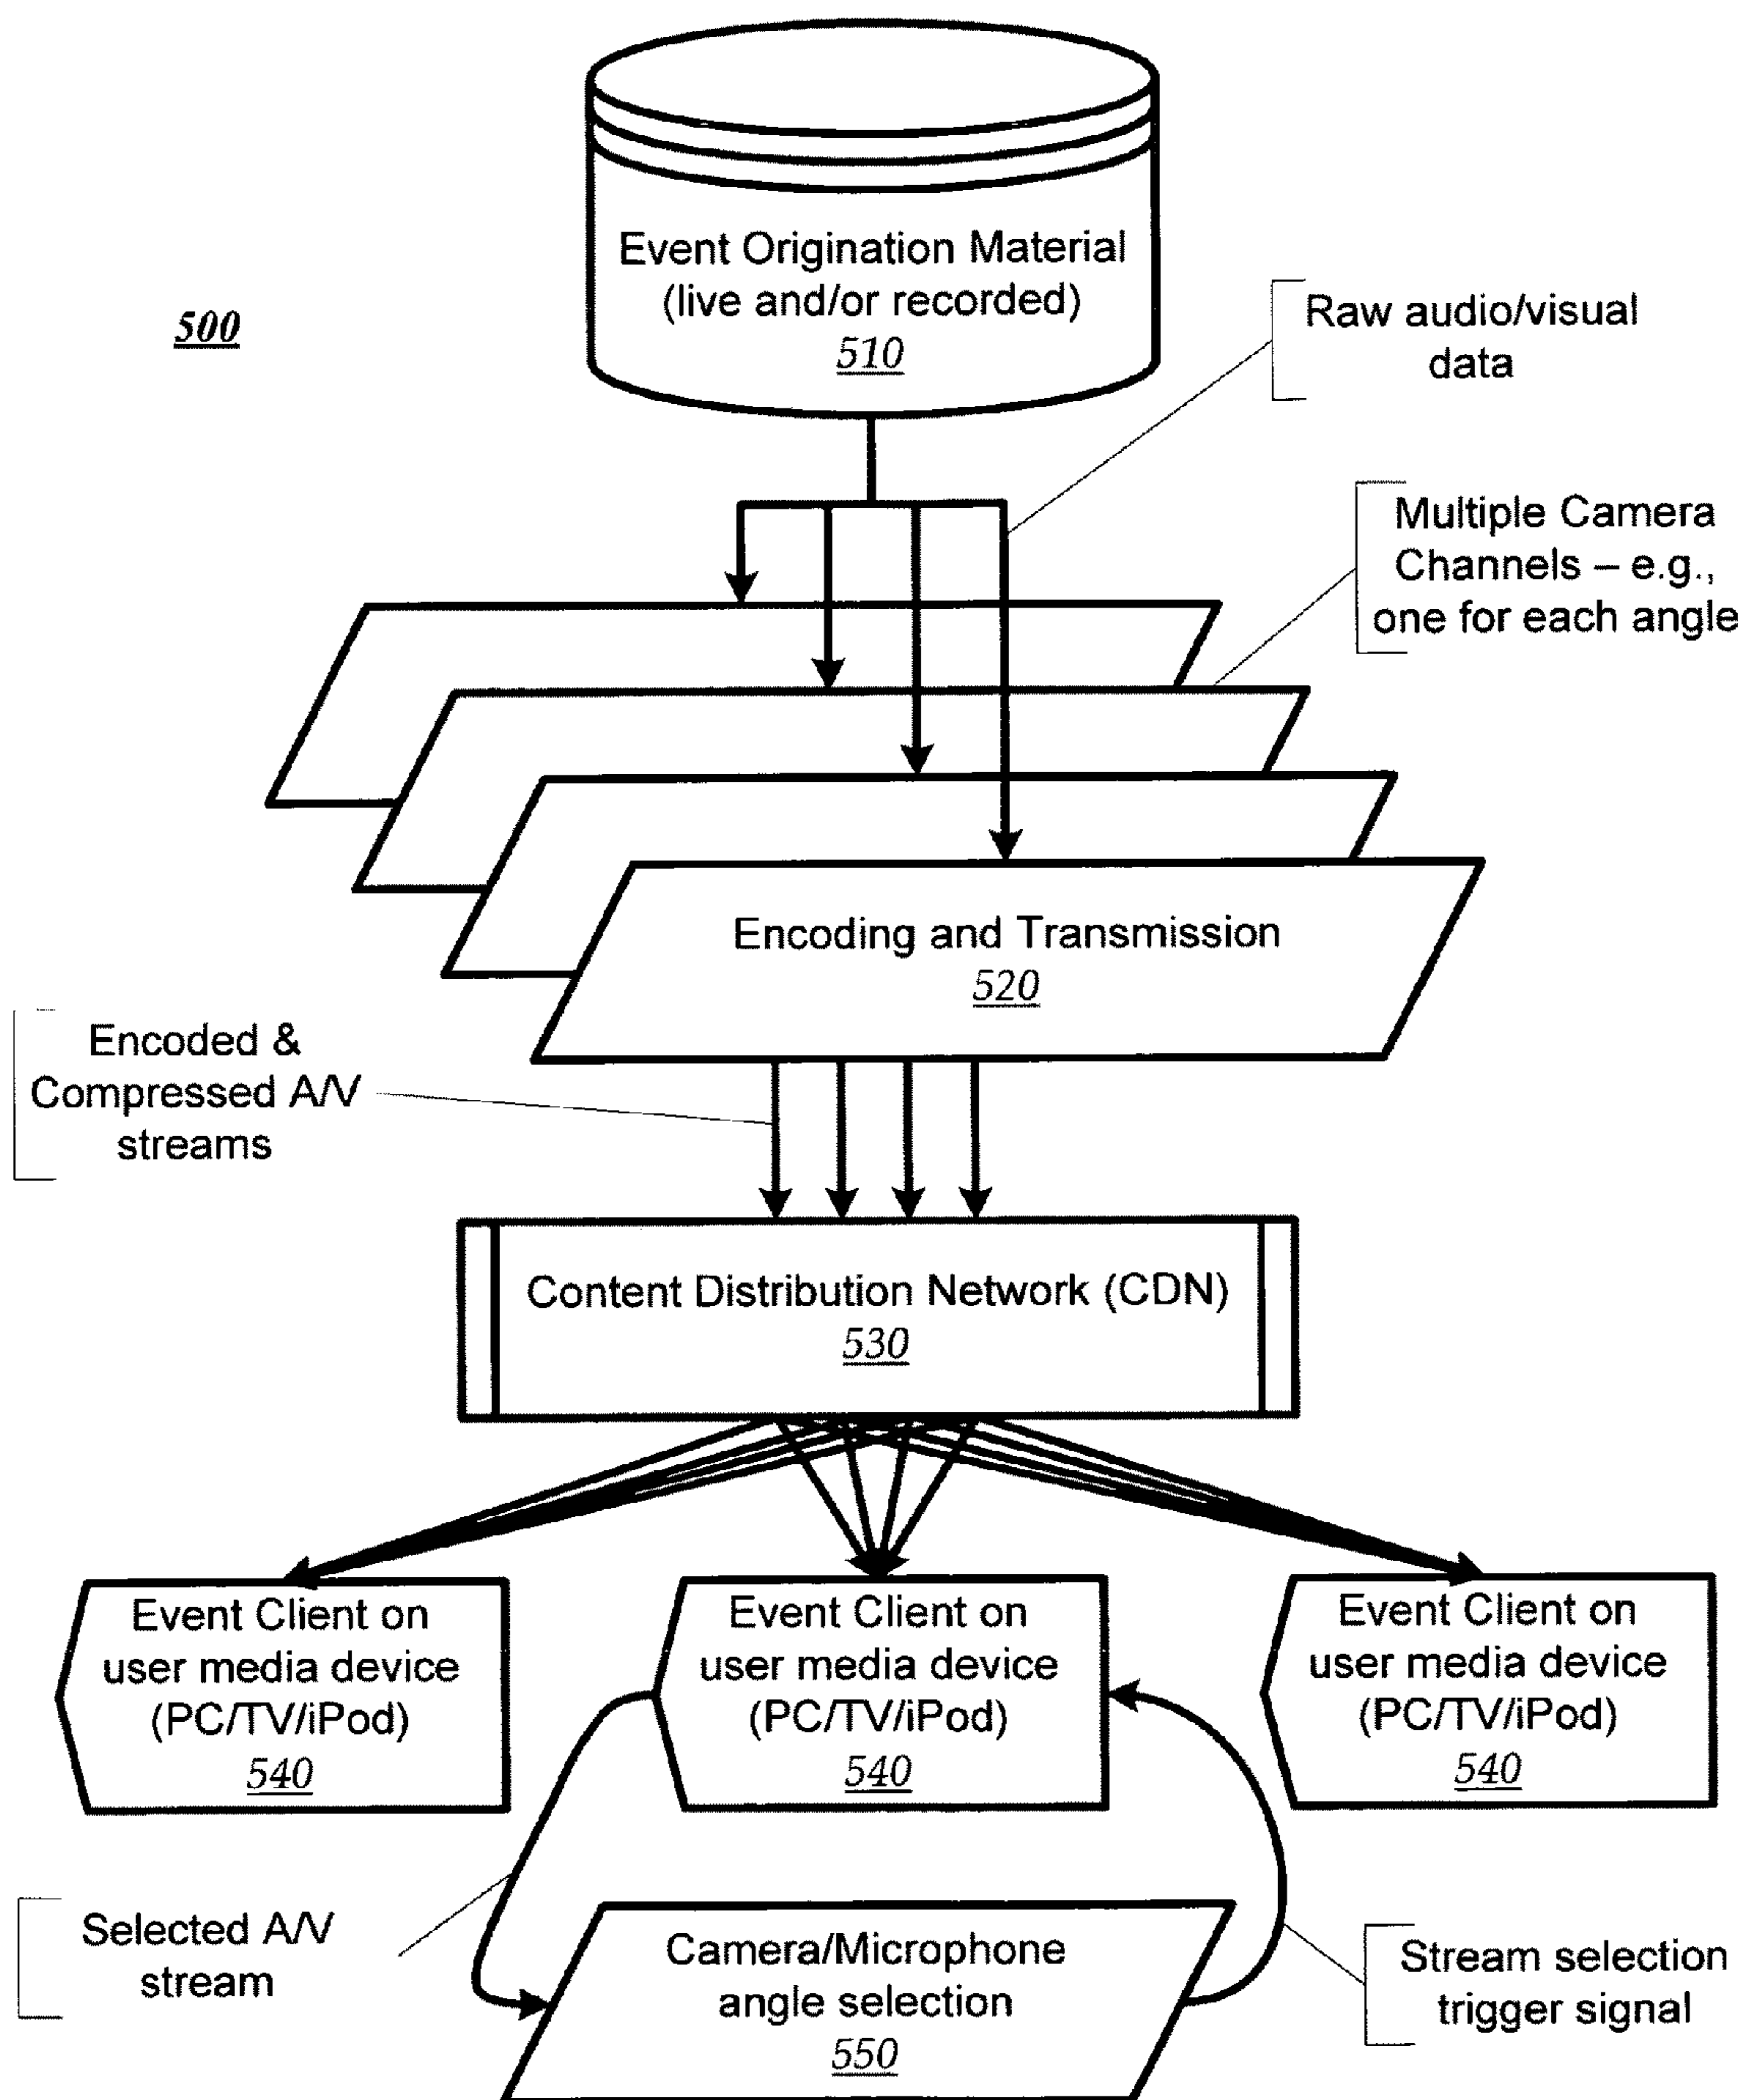 Event Origination Material
(live and/or recorded)
510
500
Raw audio/visual
data
Multiple Camera
Channels – e.g.,
one for each angle
Encoding and Transmission
520
Encoded &
Compressed A/V
streams
Content Distribution Network (CDN)
530
Event Client on
user media device
(PC/TV/iPod)
540
Event Client on
user media device
(PC/TV/iPod)
540
Event Client on
user media device
(PC/TV/iPod)
540
Selected A/V
stream
Camera/Microphone
angle selection
550
Stream selection
trigger signal